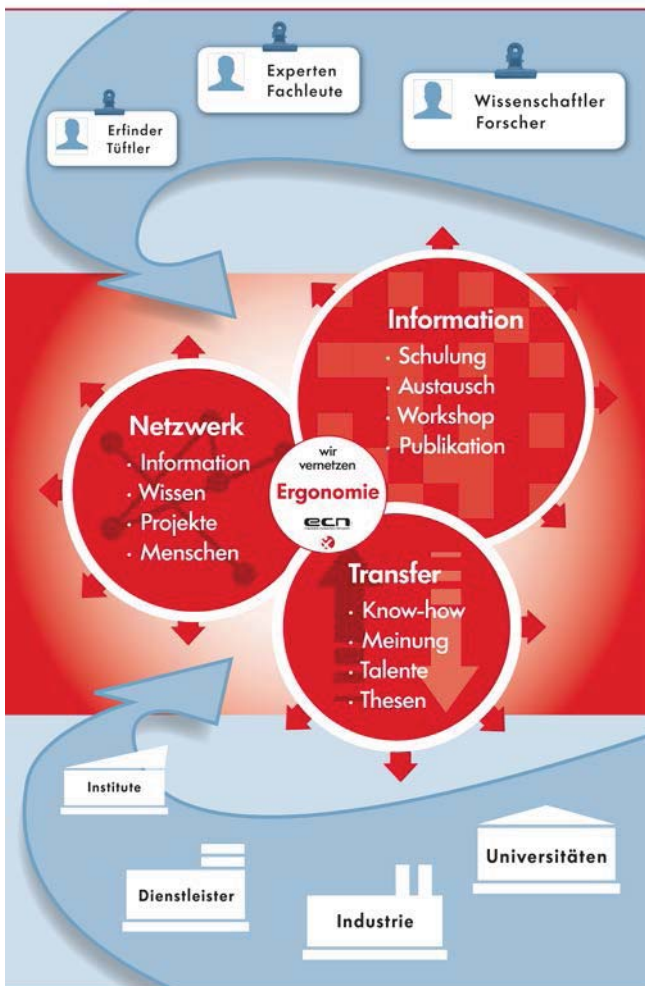 Experten
Fachleute
Wissenschaftler
Forscher
Erfinder
Tüftler
Information
· Schulung
· Austausch
· Workshop
· Publikation
Netzwerk
· Information
· Wissen
· Projekte
· Menschen
wir
vernetzen
Ergonomie
ecn
Transfer
· Know-how
· Meinung
· Talente
· Thesen
Institute
Universitäten
Dienstleister
Industrie